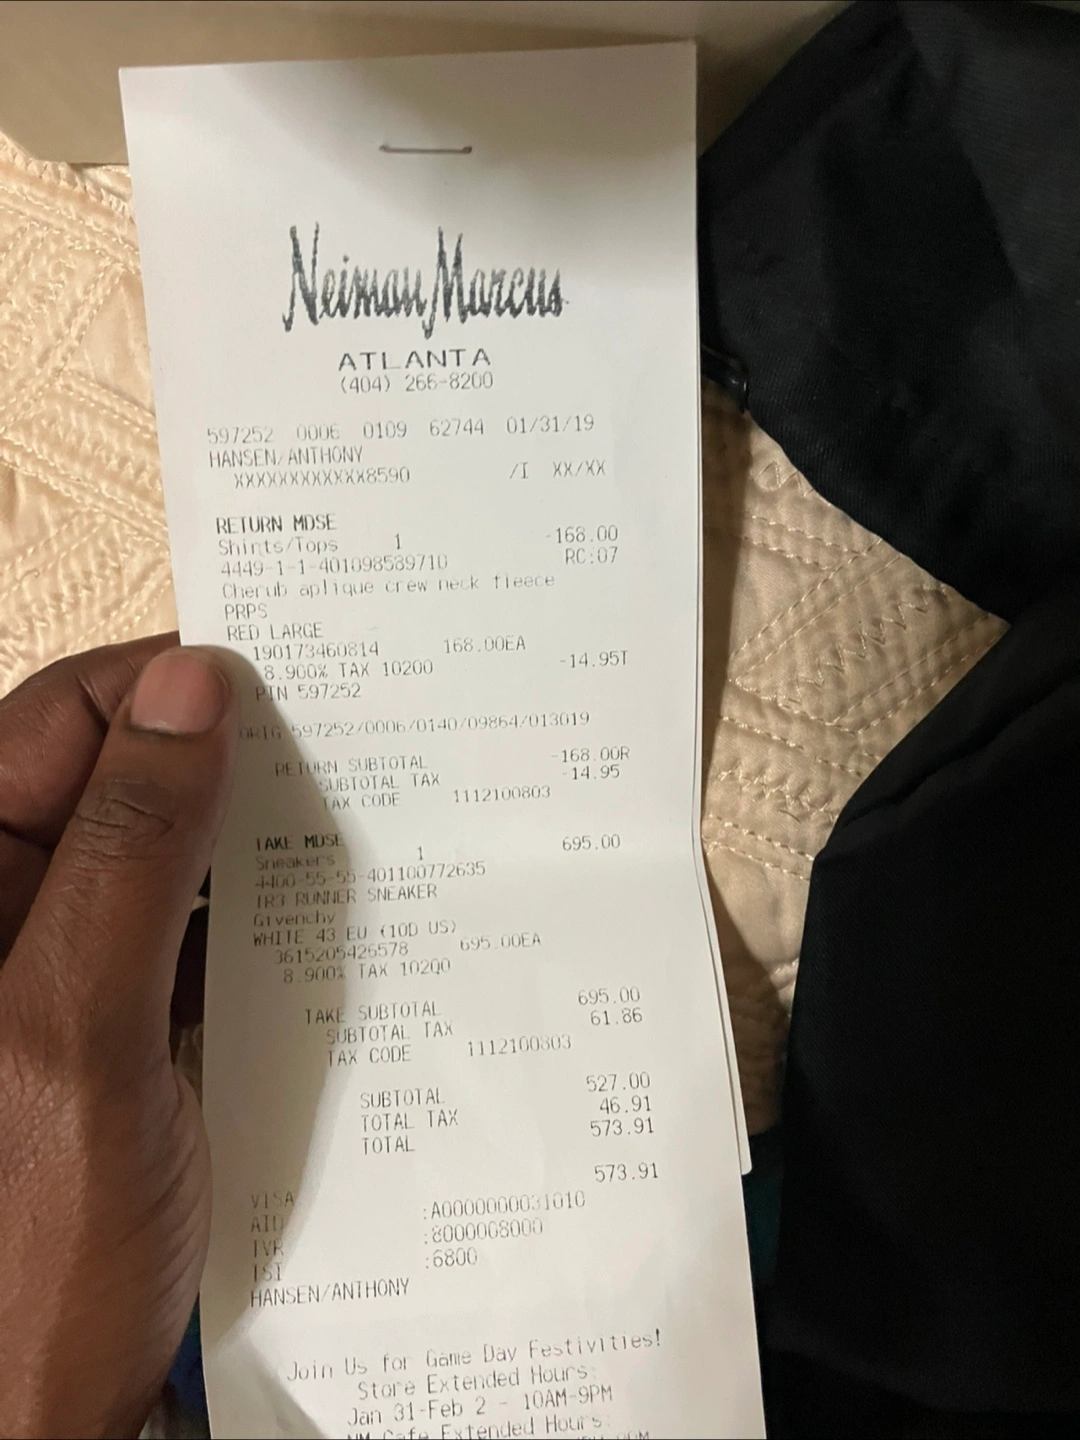 Neiman Marcus
ATLANTA
(404) 266-8200
597252 0006 0109 62744 01/31/19
HANSEN/ANTHONY
XXXXXXXXXXXX8590 /I XX/XX
RETURN MDSE
Shirts/Tops 1 -168.00
4449-1-1-401098589710 RC:07
Cherub aplique crew neck fleece
PRPS
RED LARGE
190173460814 168.00EA
8.900% TAX 10200 -14.95T
PIN 597252
ORIG 597252/0006/0140/09864/013019
RETURN SUBTOTAL -168.00R
SUBTOTAL TAX -14.95
TAX CODE 1112100803
TAKE MDSE
Sneakers 1 695.00
4400-55-55-401100772635
TR3 RUNNER SNEAKER
Givenchy
WHITE 43 EU (10D US)
3615205426578 695.00EA
8.900% TAX 10200
TAKE SUBTOTAL 695.00
SUBTOTAL TAX 61.86
TAX CODE 1112100803
SUBTOTAL 527.00
TOTAL TAX 46.91
TOTAL 573.91
VISA 573.91
AID :A0000000031010
TVR :8000008000
TSI :6800
HANSEN/ANTHONY
Join Us for Game Day Festivities!
Store Extended Hours:
Jan 31-Feb 2 - 10AM-9PM
NM Cafe Extended Hours: